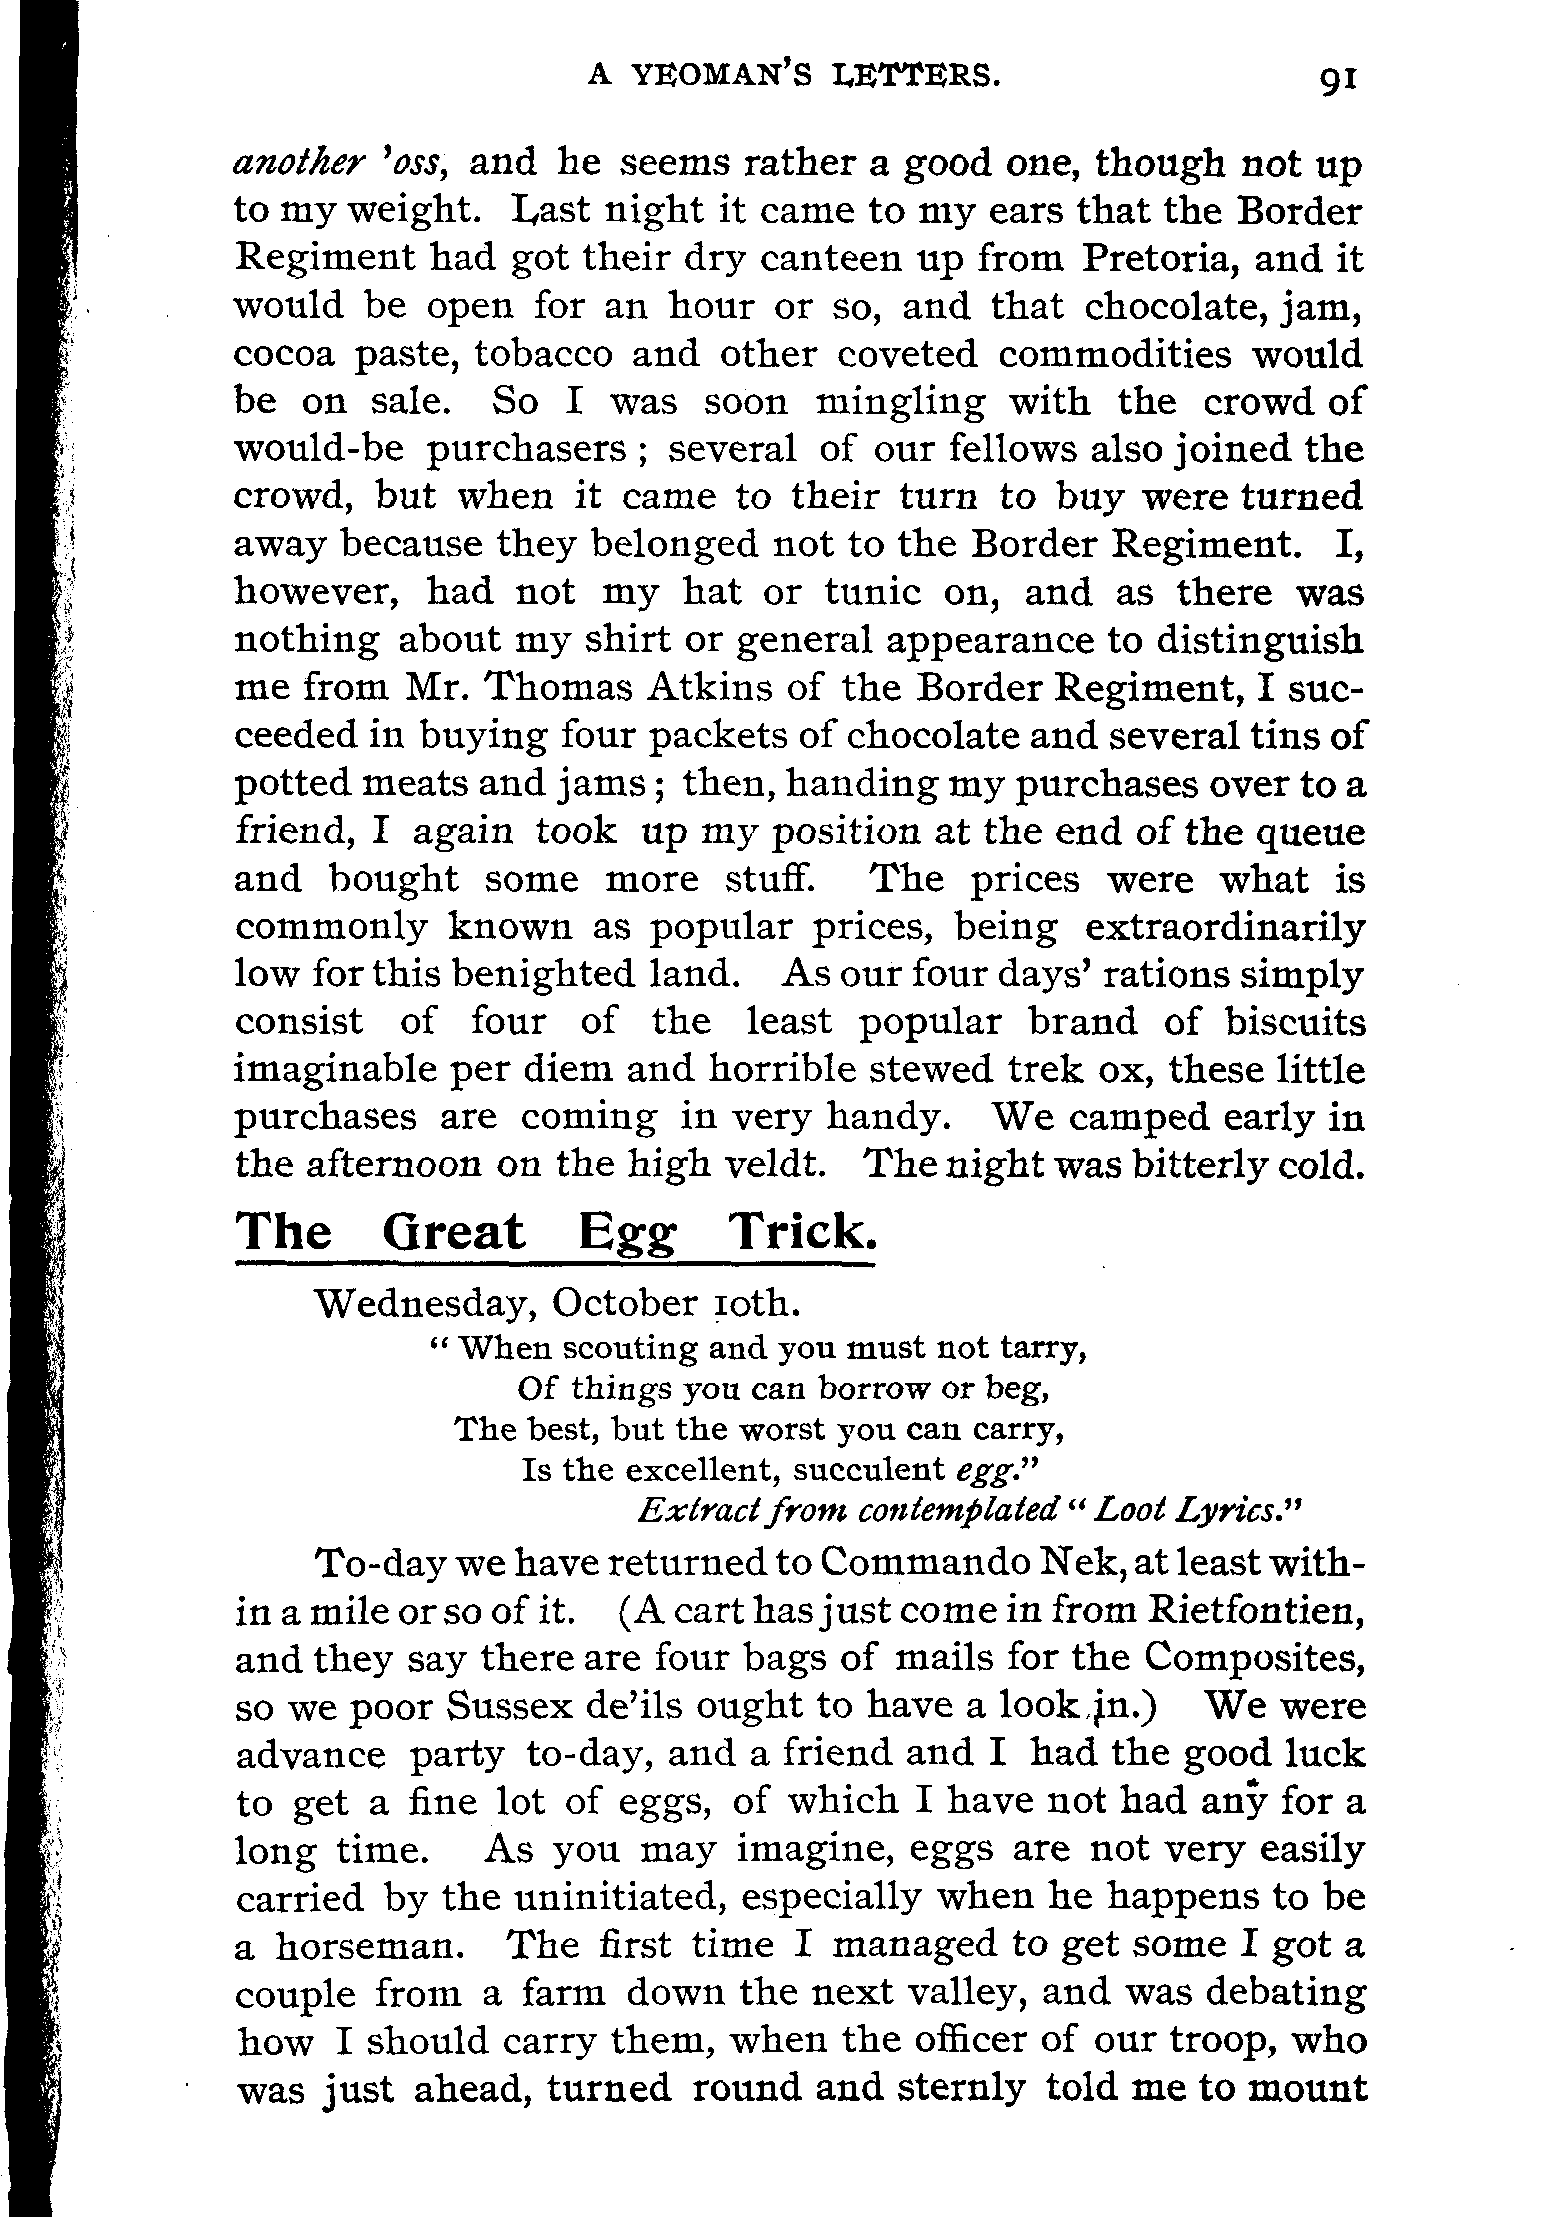 A YEOMAN'S LETTERS. 91
another 'oss, and he seems rather a good one, though not up
to my weight. Last night it came to my ears that the Border
Regiment had got their dry canteen up from Pretoria, and it
would be open for an hour or so, and that chocolate, jam,
cocoa paste, tobacco and other coveted commodities would
be on sale. So I was soon mingling with the crowd of
would-be purchasers ; several of our fellows also joined the
crowd, but when it came to their turn to buy were turned
away because they belonged not to the Border Regiment. I,
however, had not my hat or tunic on, and as there was
nothing about my shirt or general appearance to distinguish
me from Mr. Thomas Atkins of the Border Regiment, I suc-
ceeded in buying four packets of chocolate and several tins of
potted meats and jams ; then, handing my purchases over to a
friend, I again took up my position at the end of the queue
and bought some more stuff. The prices were what is
commonly known as popular prices, being extraordinarily
low for this benighted land. As our four days' rations simply
consist of four of the least popular brand of biscuits
imaginable per diem and horrible stewed trek ox, these little
purchases are coming in very handy. We camped early in
the afternoon on the high veldt. The night was bitterly cold.
The Great Egg Trick.
Wednesday, October 10th.
" When scouting and you must not tarry,
Of things you can borrow or beg,
The best, but the worst you can carry,
Is the excellent, succulent egg."
Extract from contemplated " Loot Lyrics."
To-day we have returned to Commando Nek, at least with-
in a mile or so of it. (A cart has just come in from Rietfontien,
and they say there are four bags of mails for the Composites,
so we poor Sussex de'ils ought to have a look in.) We were
advance party to-day, and a friend and I had the good luck
to get a fine lot of eggs, of which I have not had any for a
long time. As you may imagine, eggs are not very easily
carried by the uninitiated, especially when he happens to be
a horseman. The first time I managed to get some I got a
couple from a farm down the next valley, and was debating
how I should carry them, when the officer of our troop, who
was just ahead, turned round and sternly told me to mount